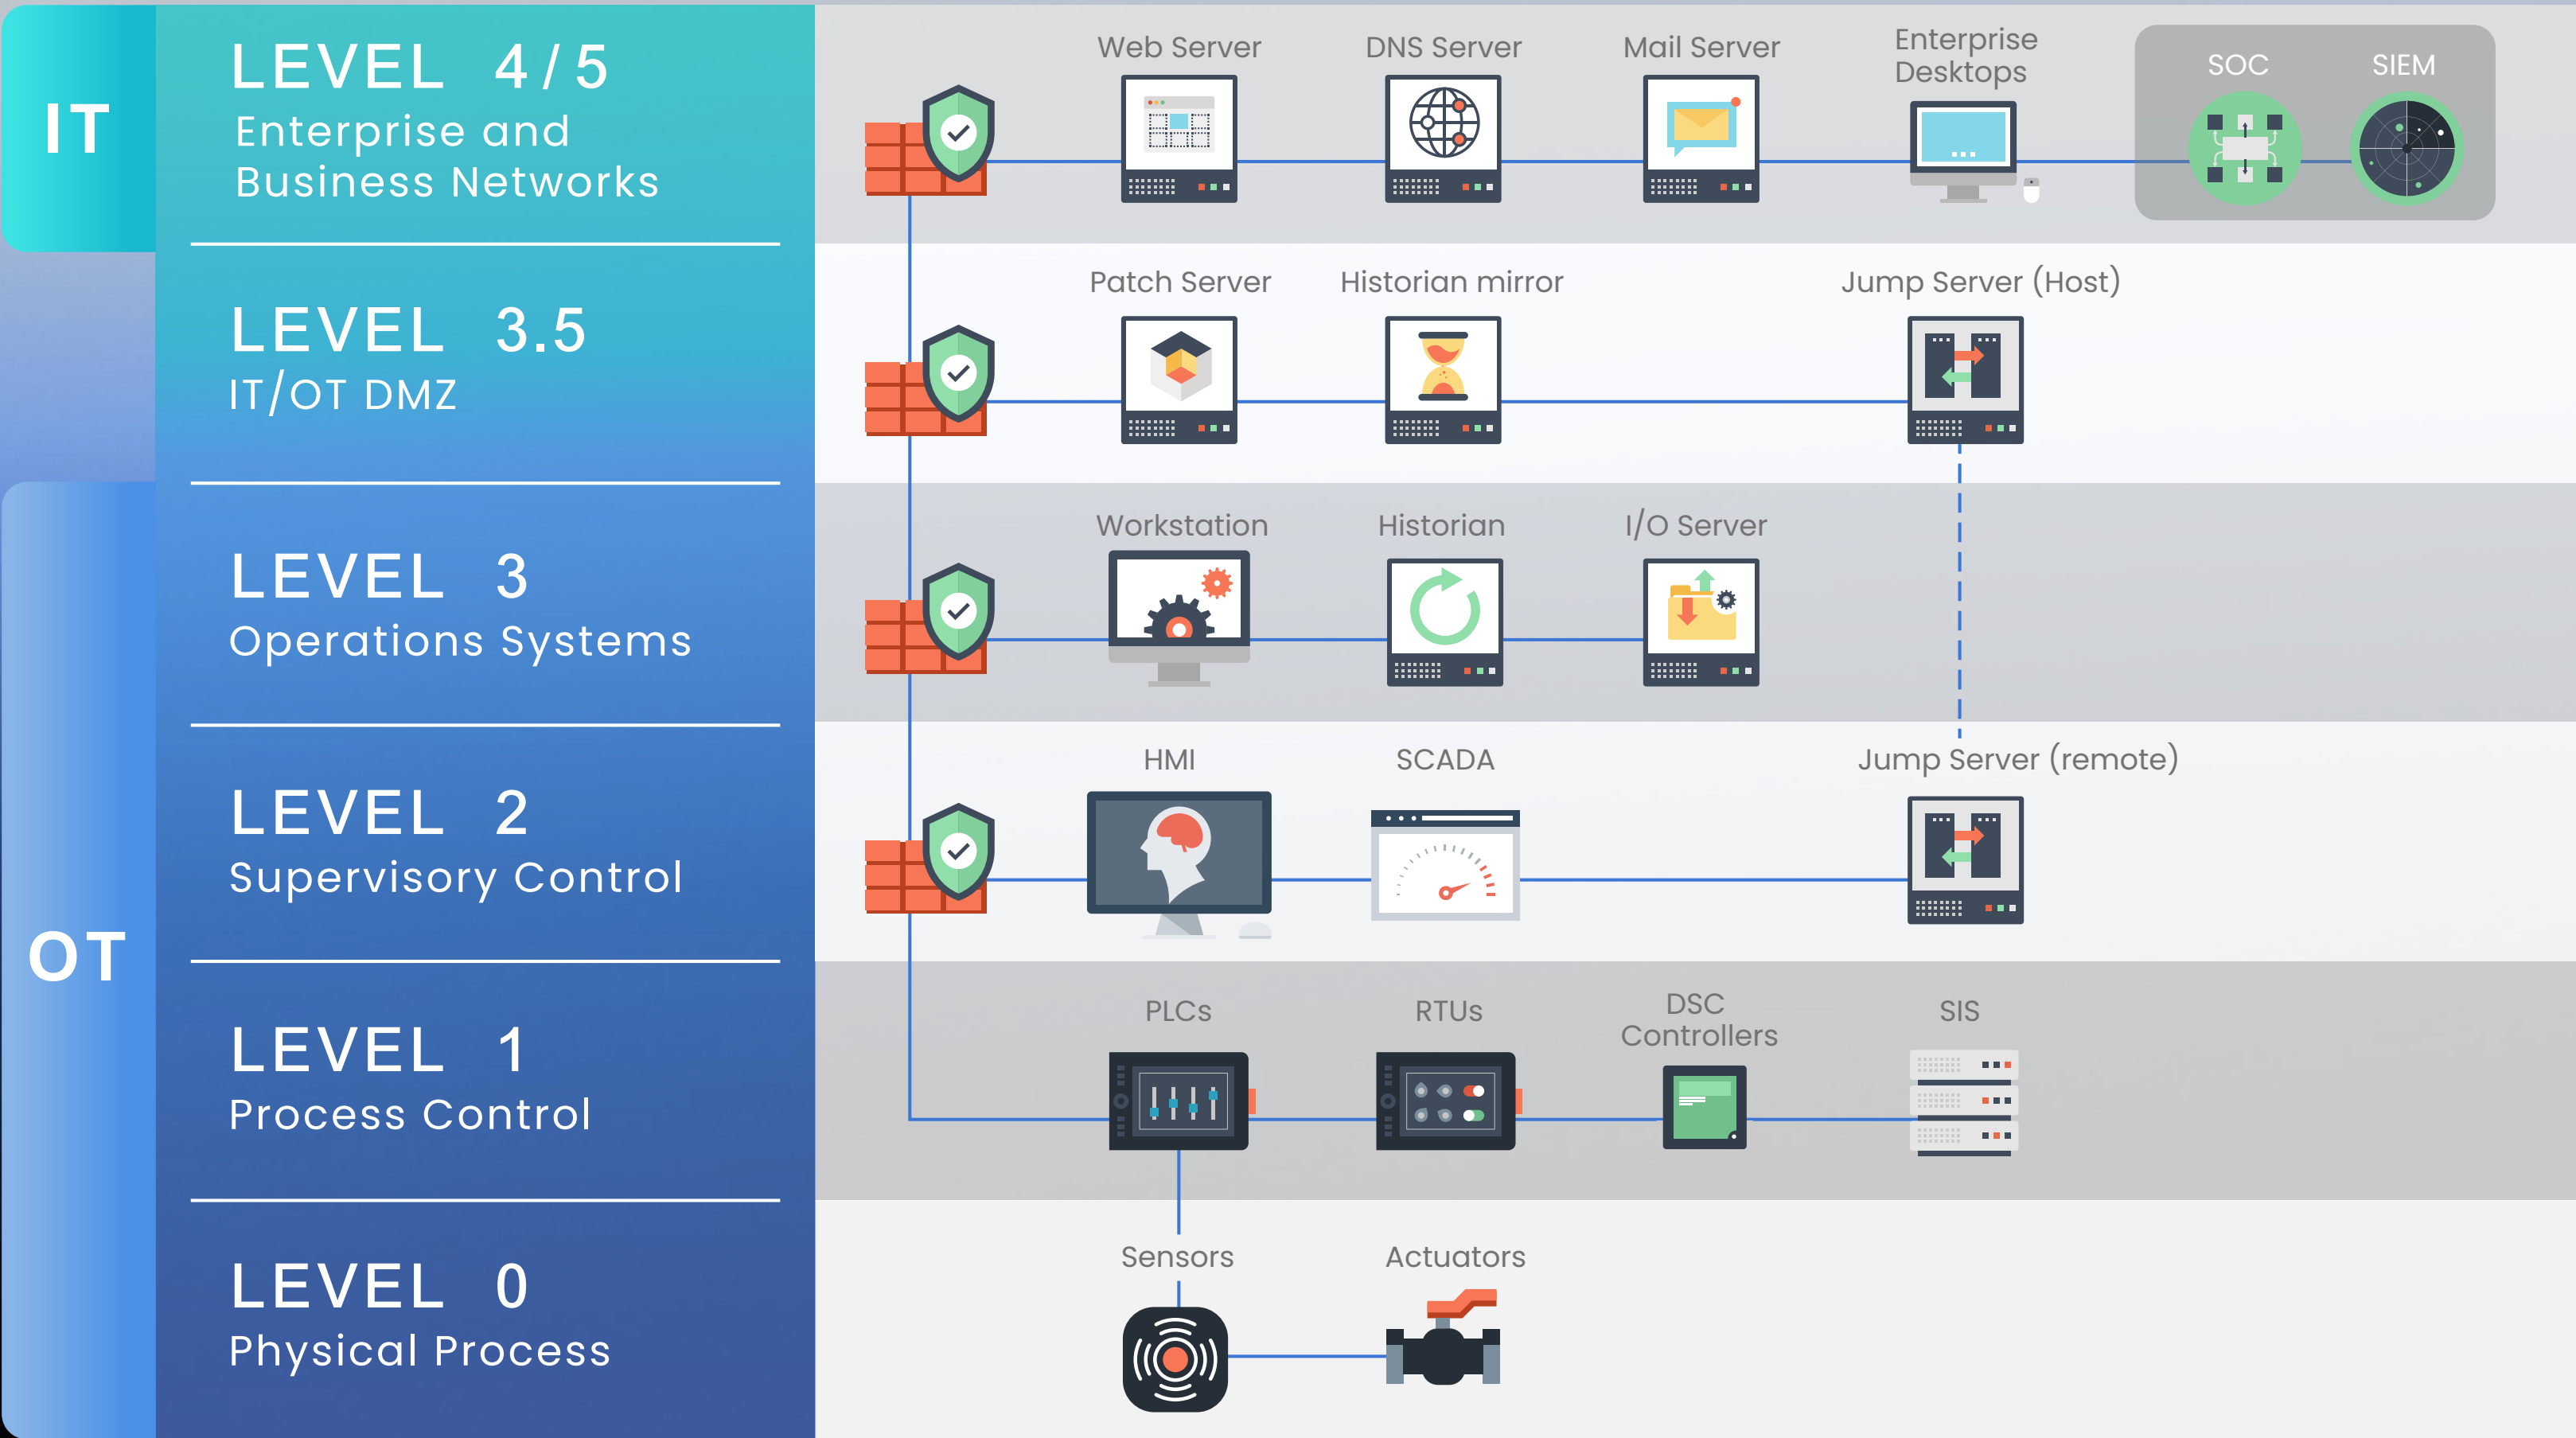 IT
LEVEL 4/5
Enterprise and
Business Networks
Web Server
DNS Server
Mail Server
Enterprise
Desktops
SOC
SIEM
LEVEL 3.5
IT/OT DMZ
Patch Server
Historian mirror
Jump Server (Host)
OT
LEVEL 3
Operations Systems
Workstation
Historian
I/O Server
LEVEL 2
Supervisory Control
HMI
SCADA
Jump Server (remote)
LEVEL 1
Process Control
PLCs
RTUs
DSC
Controllers
SIS
LEVEL 0
Physical Process
Sensors
Actuators